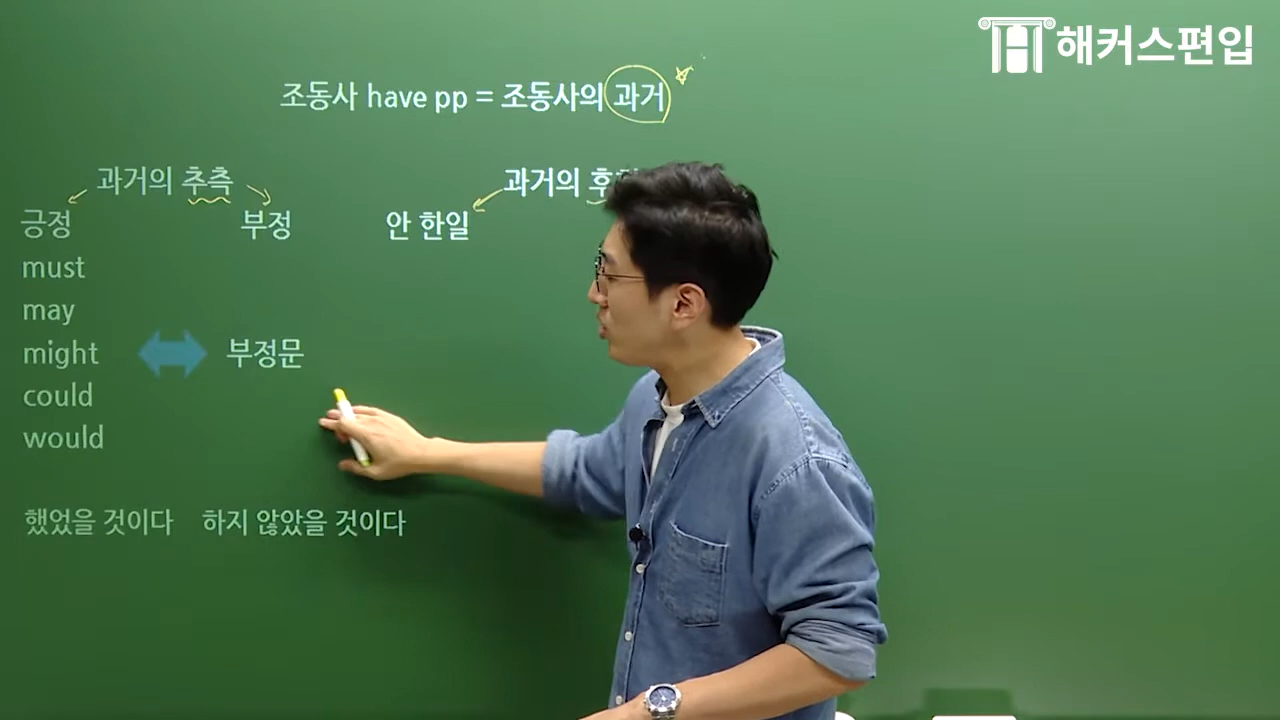 해커스편입
조동사 have pp = 조동사의 과거
과거의 추측
과거의
긍정
부정
안 한일
must
may
might
부정문
could
would
했었을 것이다
하지 않았을 것이다